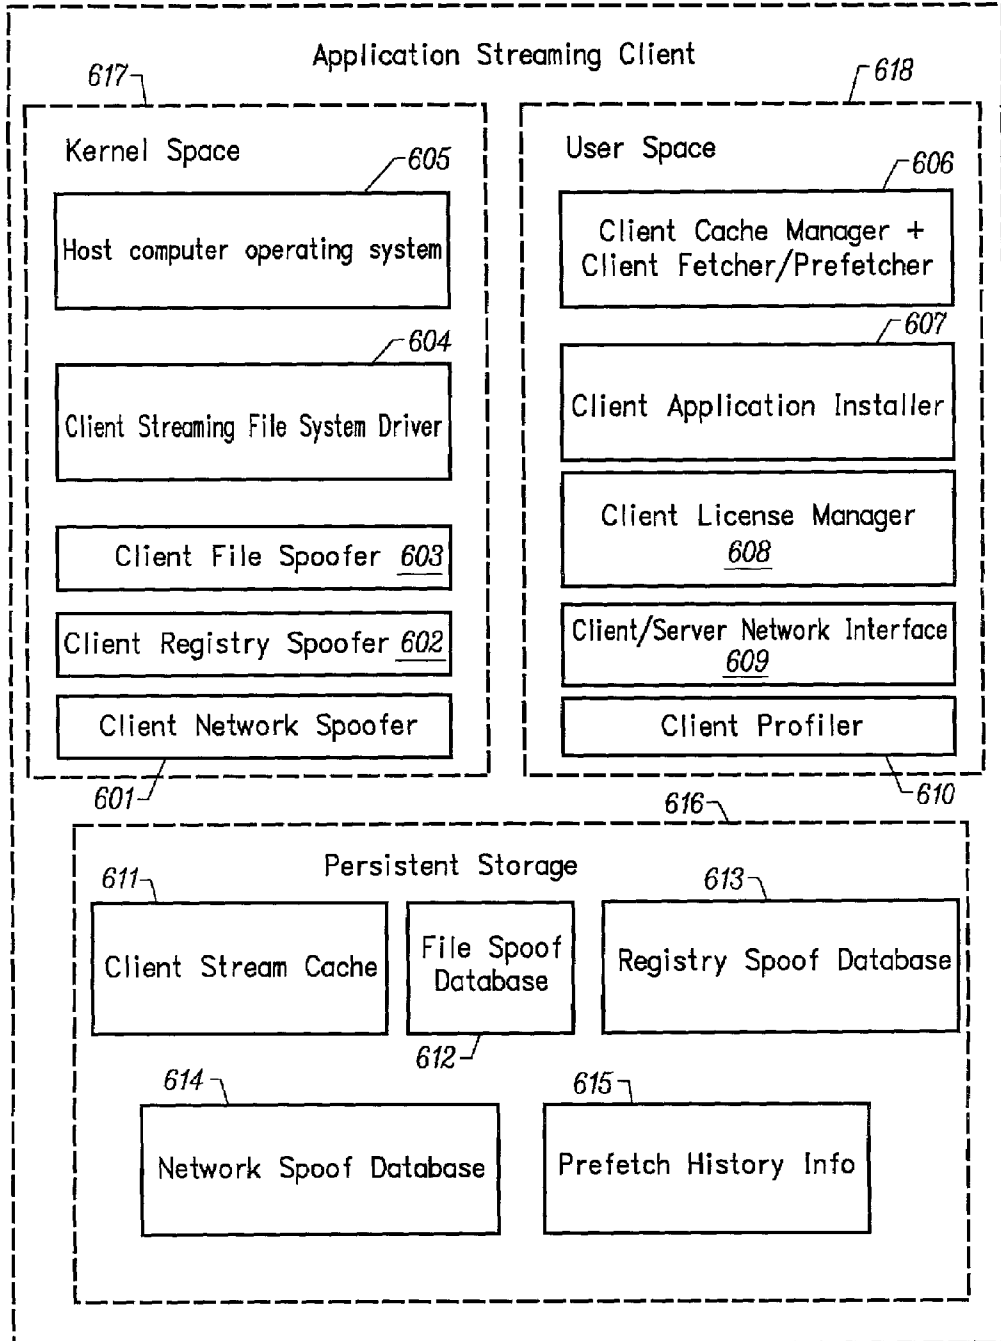 Application Streaming Client
617
618
Kernel Space
605
Host computer operating system
604
Client Streaming File System Driver
Client File Spoofer 603
Client Registry Spoofer 602
Client Network Spoofer
601
User Space
606
Client Cache Manager +
Client Fetcher/Prefetcher
607
Client Application Installer
Client License Manager
608
Client/Server Network Interface
609
Client Profiler
610
616
Persistent Storage
611
Client Stream Cache
File Spoof
Database
612
613
Registry Spoof Database
614
Network Spoof Database
615
Prefetch History Info